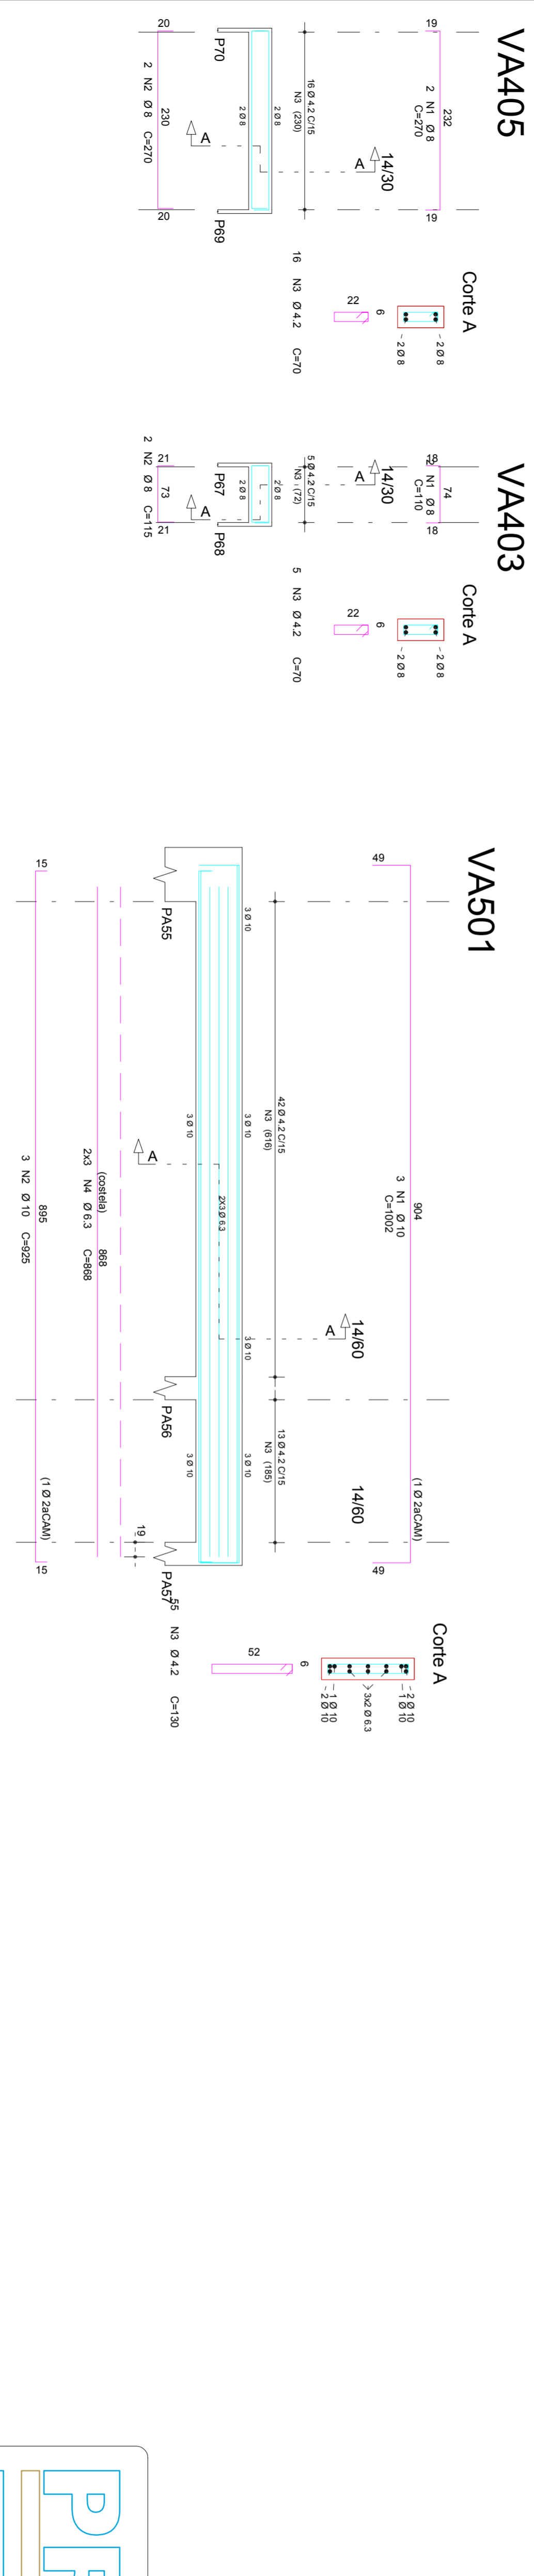 VA405
19
232
19
2 N1 Ø 8
C=270
14/30
A
16 Ø 4.2 C/15
N3 (230)
2 Ø 8
2 Ø 8
A
P70
P69
20
230
20
2 N2 Ø 8 C=270
Corte A
2 Ø 8
2 Ø 8
6
22
16 N3 Ø 4.2 C=70
VA403
18
74
18
2 N1 Ø 8
C=110
14/30
A
5 Ø 4.2 C/15
N3 (72)
2 Ø 8
2 Ø 8
A
P67
P68
21
73
21
2 N2 Ø 8 C=115
Corte A
2 Ø 8
2 Ø 8
6
22
5 N3 Ø 4.2 C=70
VA501
49
904
(1 Ø 2aCAM)
49
3 N1 Ø 10
C=1002
14/60
14/60
A
42 Ø 4.2 C/15
N3 (616)
13 Ø 4.2 C/15
N3 (185)
3 Ø 10
3 Ø 10
3 Ø 10
3 Ø 10
2X3 Ø 6.3
3 Ø 10
3 Ø 10
A
PA55
PA56
PA57
19
(costela) 868
2x3 N4 Ø 6.3 C=868
15
895
(1 Ø 2aCAM)
15
3 N2 Ø 10 C=925
Corte A
2 Ø 10
1 Ø 10
3x2 Ø 6.3
1 Ø 10
2 Ø 10
6
52
55 N3 Ø 4.2 C=130